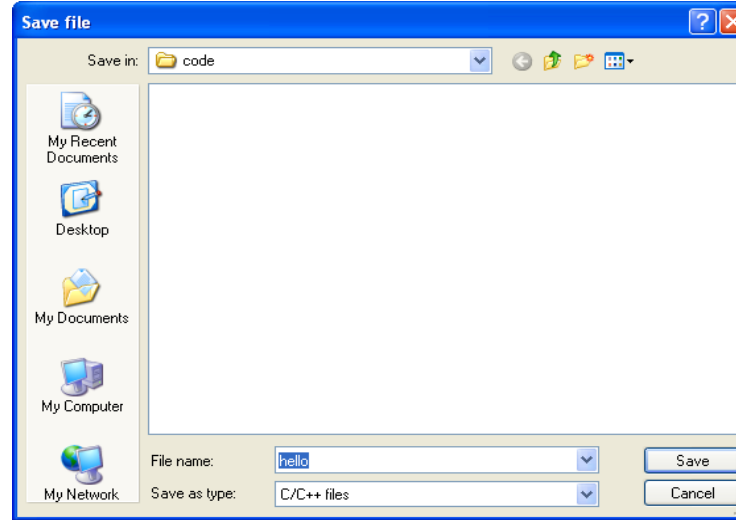 Save file
Save in: code
My Recent
Documents
Desktop
My Documents
My Computer
My Network
File name: hello
Save
Save as type: C/C++ files
Cancel